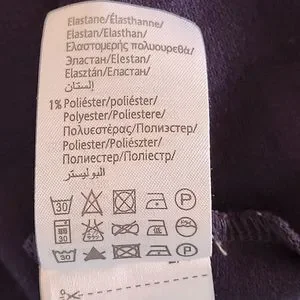 Elastane/Élasthanne/
Elastan/Elasthan/
Ελαστομερής πολυουρεθά/
Эластан/Elestan/
Elasztán/Еластан/
إلستان/
1% Poliéster/poliéster/
Polyester/Poliestere/
Πολυεστέρας/Полиэстер/
Poliester/Poliészter/
Полиестер/Поліестр/
البوليستر/
30 P
30 P
30 P